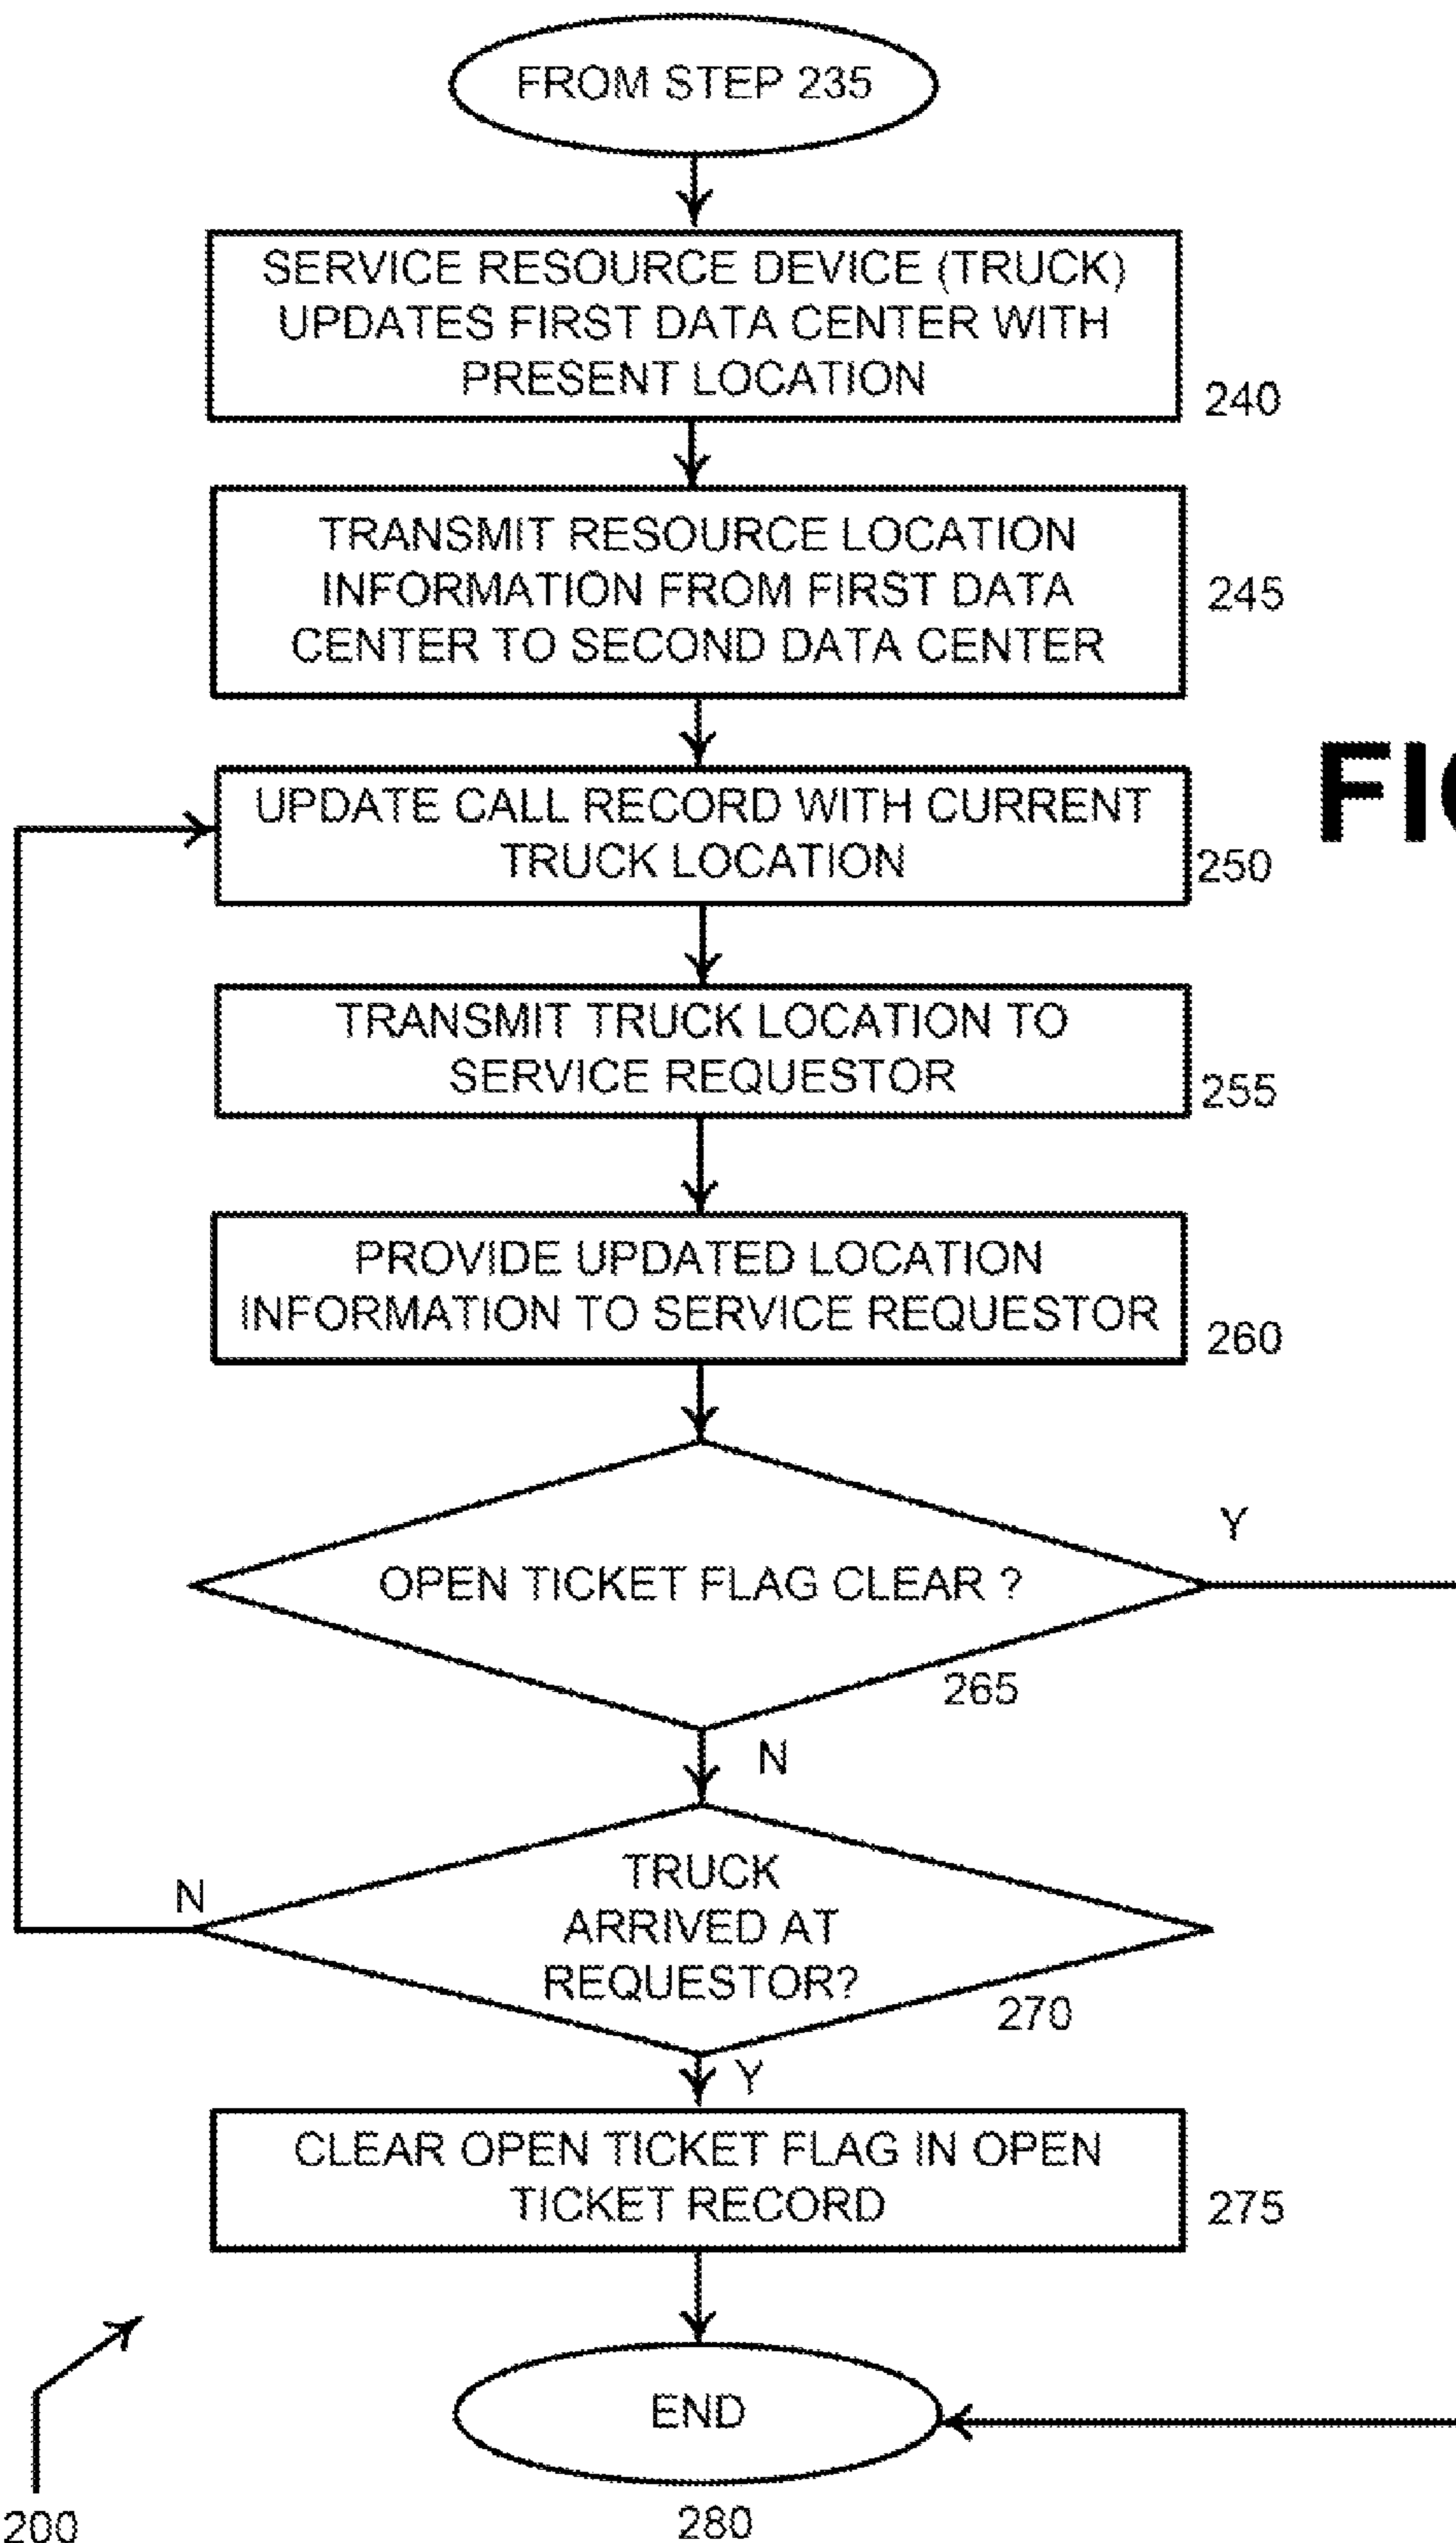 FROM STEP 235
SERVICE RESOURCE DEVICE (TRUCK)
UPDATES FIRST DATA CENTER WITH
PRESENT LOCATION
240
TRANSMIT RESOURCE LOCATION
INFORMATION FROM FIRST DATA
CENTER TO SECOND DATA CENTER
245
UPDATE CALL RECORD WITH CURRENT
TRUCK LOCATION
250
TRANSMIT TRUCK LOCATION TO
SERVICE REQUESTOR
255
PROVIDE UPDATED LOCATION
INFORMATION TO SERVICE REQUESTOR
260
Y
OPEN TICKET FLAG CLEAR ?
265
N
N
TRUCK
ARRIVED AT
REQUESTOR?
270
Y
CLEAR OPEN TICKET FLAG IN OPEN
TICKET RECORD
275
END
280
200